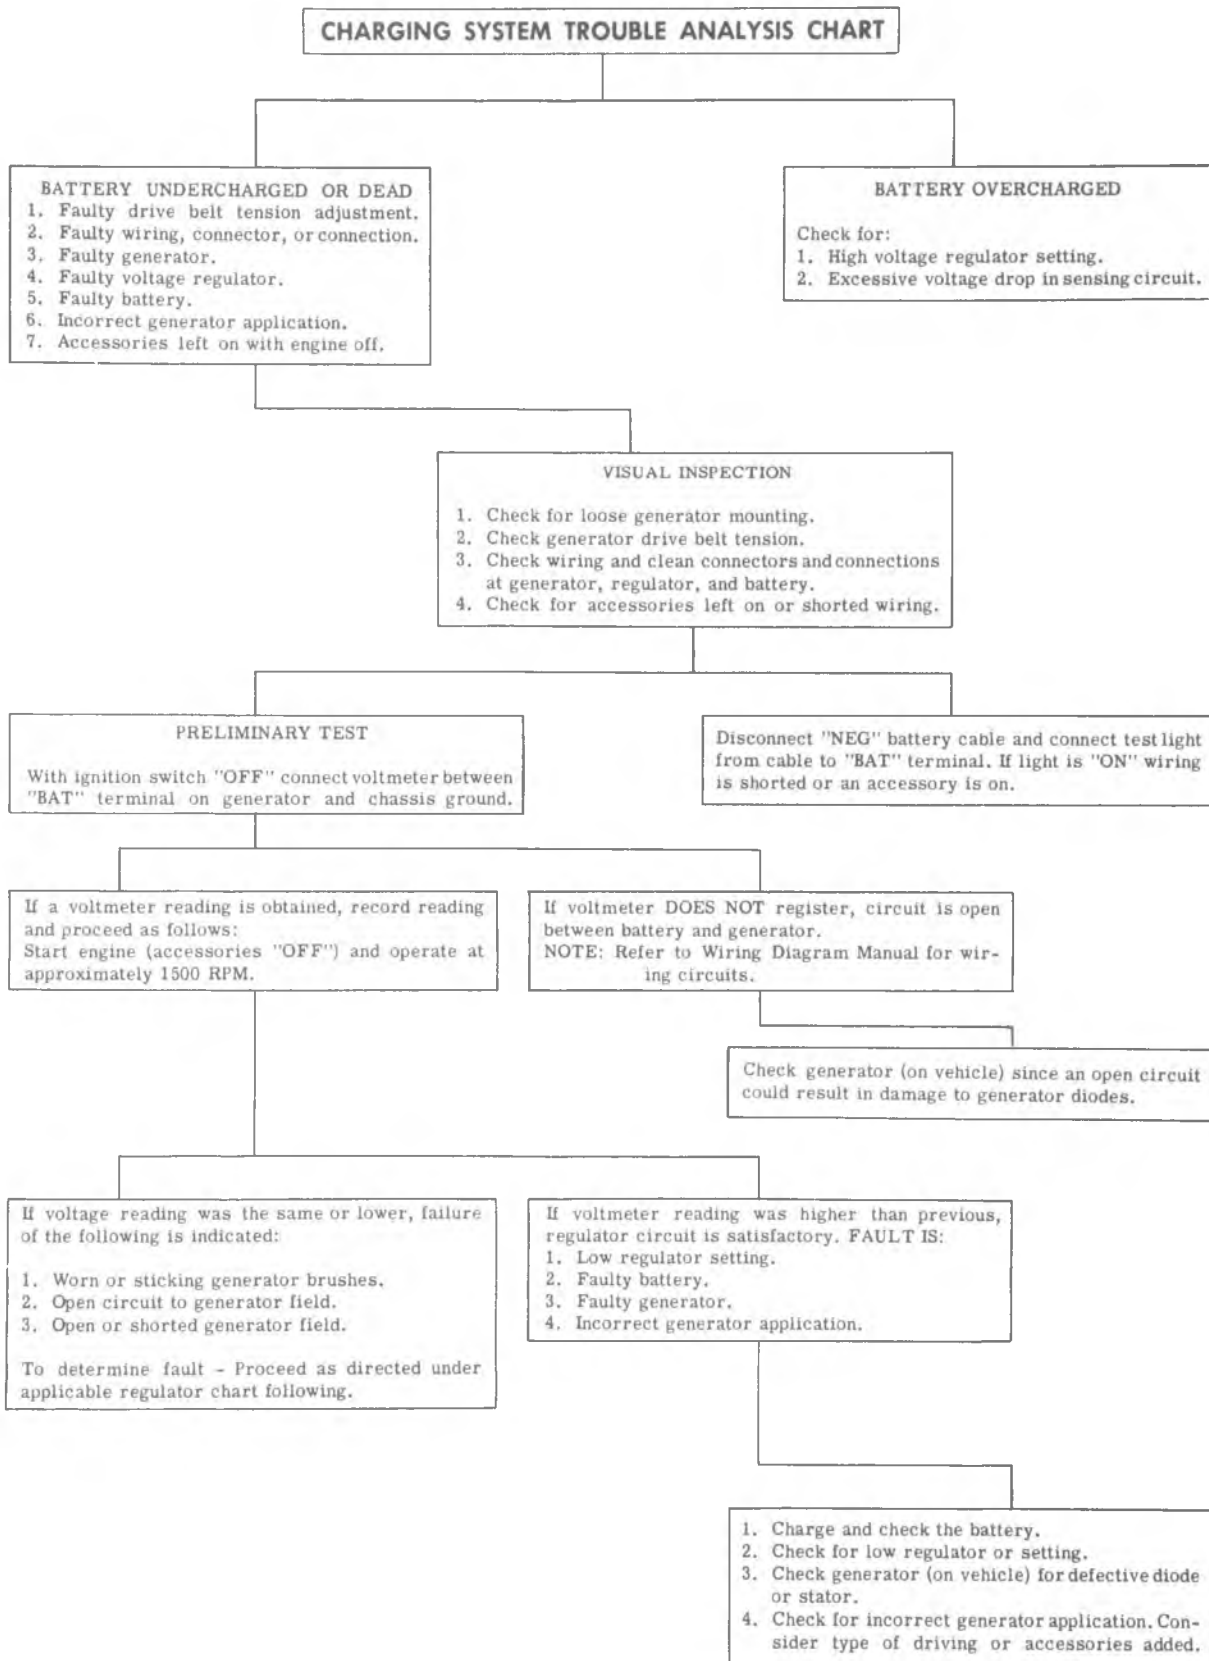 CHARGING SYSTEM TROUBLE ANALYSIS CHART
BATTERY UNDERCHARGED OR DEAD
1. Faulty drive belt tension adjustment.
2. Faulty wiring, connector, or connection.
3. Faulty generator.
4. Faulty voltage regulator.
5. Faulty battery.
6. Incorrect generator application.
7. Accessories left on with engine off.
BATTERY OVERCHARGED
Check for:
1. High voltage regulator setting.
2. Excessive voltage drop in sensing circuit.
VISUAL INSPECTION
1. Check for loose generator mounting.
2. Check generator drive belt tension.
3. Check wiring and clean connectors and connections
at generator, regulator, and battery.
4. Check for accessories left on or shorted wiring.
PRELIMINARY TEST
With ignition switch "OFF" connect voltmeter between
"BAT" terminal on generator and chassis ground.
Disconnect "NEG" battery cable and connect test light
from cable to "BAT" terminal. If light is "ON" wiring
is shorted or an accessory is on.
If a voltmeter reading is obtained, record reading
and proceed as follows:
Start engine (accessories "OFF") and operate at
approximately 1500 RPM.
If voltmeter DOES NOT register, circuit is open
between battery and generator.
NOTE: Refer to Wiring Diagram Manual for wir-
ing circuits.
Check generator (on vehicle) since an open circuit
could result in damage to generator diodes.
If voltage reading was the same or lower, failure
of the following is indicated:
1. Worn or sticking generator brushes.
2. Open circuit to generator field.
3. Open or shorted generator field.
To determine fault - Proceed as directed under
applicable regulator chart following.
If voltmeter reading was higher than previous,
regulator circuit is satisfactory. FAULT IS:
1. Low regulator setting.
2. Faulty battery.
3. Faulty generator.
4. Incorrect generator application.
1. Charge and check the battery.
2. Check for low regulator or setting.
3. Check generator (on vehicle) for defective diode
or stator.
4. Check for incorrect generator application. Con-
sider type of driving or accessories added.